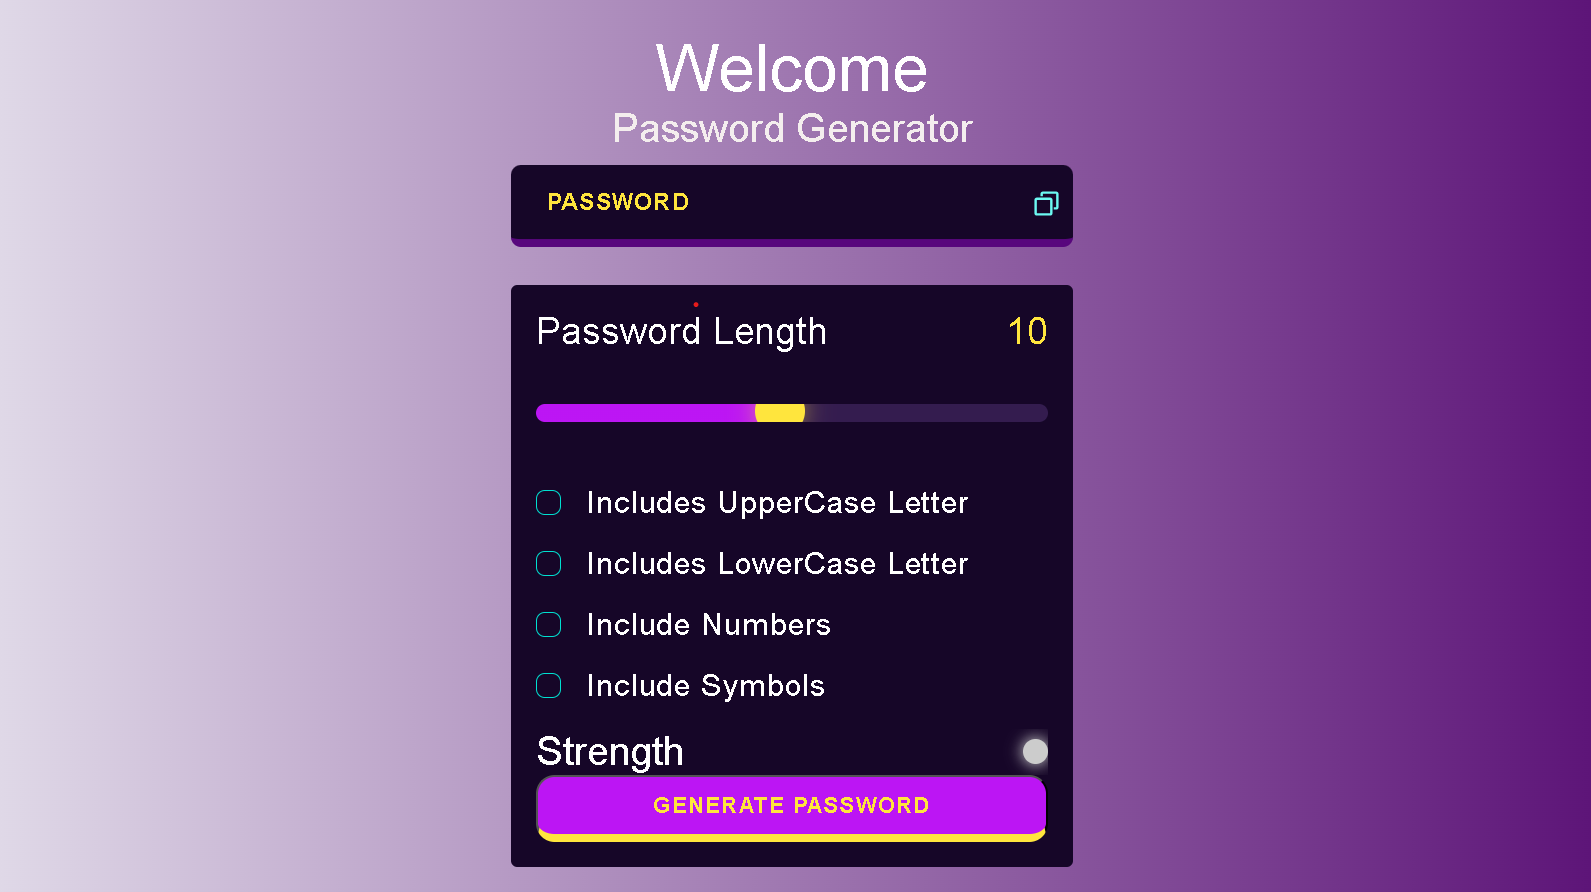 Welcome
Password Generator
PASSWORD
Password Length 10
Includes UpperCase Letter
Includes LowerCase Letter
Include Numbers
Include Symbols
Strength
GENERATE PASSWORD